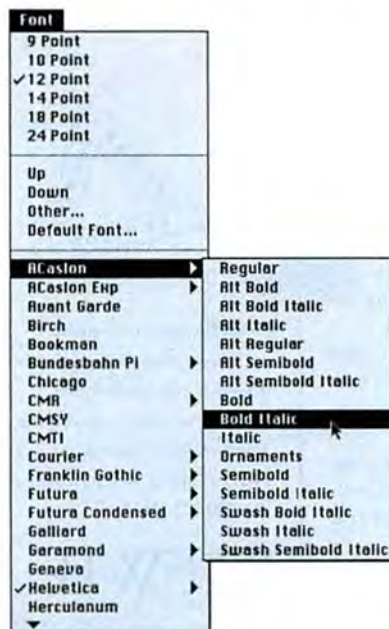 Font
9 Point
10 Point
✓12 Point
14 Point
18 Point
24 Point
Up
Down
Other...
Default Font...
ACaslon
ACaslon Exp
Avant Garde
Birch
Bookman
Bundesbahn Pi
Chicago
CMR
CMSY
CMTI
Courier
Franklin Gothic
Futura
Futura Condensed
Galliard
Garamond
Geneva
✓Helvetica
Herculanum
Regular
Alt Bold
Alt Bold Italic
Alt Italic
Alt Regular
Alt Semibold
Alt Semibold Italic
Bold
Bold Italic
Italic
Ornaments
Semibold
Semibold Italic
Swash Bold Italic
Swash Italic
Swash Semibold Italic